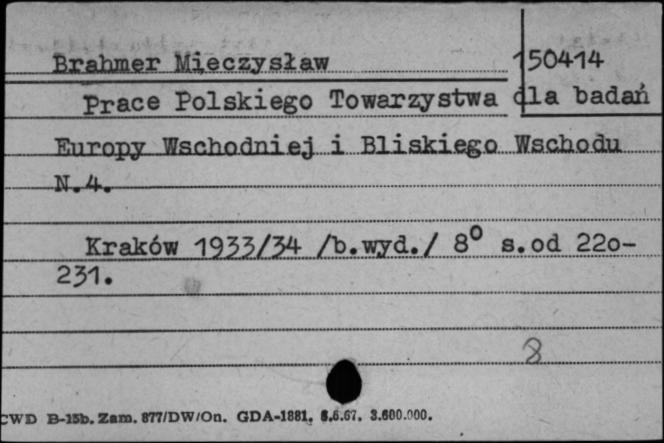 Brahmer Mieczysław 150414
Prace Polskiego Towarzystwa dla badań
Europy Wschodniej i Bliskiego Wschodu
N.4.
Kraków 1933/34 /b.wyd./ 8⁰ s.od 22o-
231.
8
CWD B-15b. Zam. 877/DW/On. GDA-1881, 6.6.67. 3.600.000.